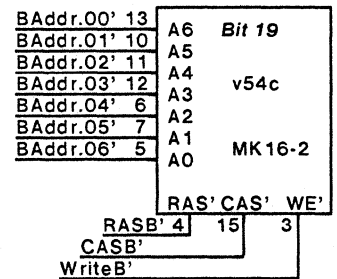 BAddr.00' 13 A6 Bit 19
BAddr.01' 10 A5
BAddr.02' 11 A4 v54c
BAddr.03' 12 A3
BAddr.04' 6 A2
BAddr.05' 7 A1 MK16-2
BAddr.06' 5 A0
RAS' CAS' WE'
RASB' 4 15 3
CASB'
WriteB'